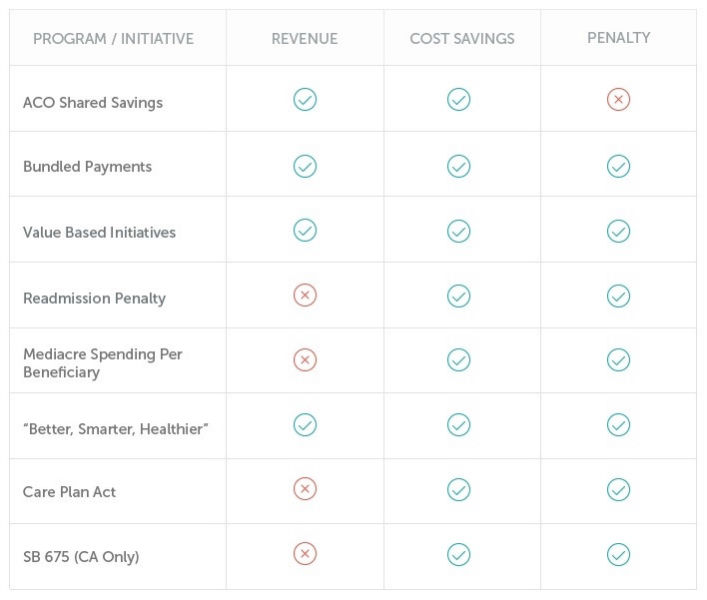 PROGRAM / INITIATIVE REVENUE COST SAVINGS PENALTY
ACO Shared Savings
Bundled Payments
Value Based Initiatives
Readmission Penalty
Mediacre Spending Per
Beneficiary
“Better, Smarter, Healthier”
Care Plan Act
SB 675 (CA Only)